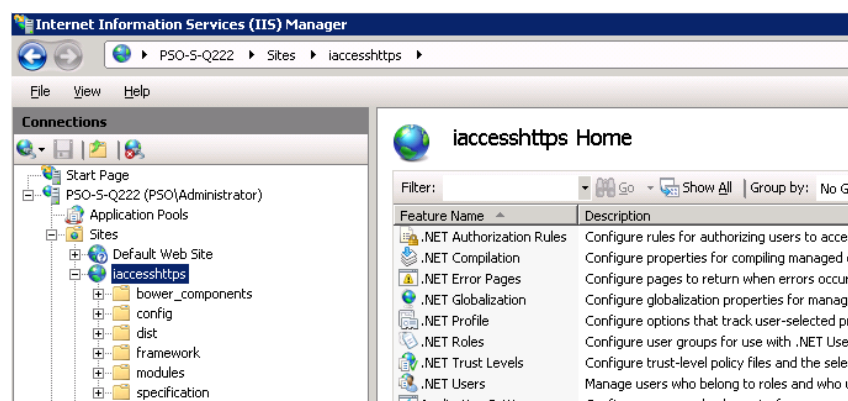 Internet Information Services (IIS) Manager
PSO-S-Q222 Sites iaccesshttps
File View Help
Connections
Start Page
PSO-S-Q222 (PSO\Administrator)
Application Pools
Sites
Default Web Site
iaccesshttps
bower_components
config
dist
framework
modules
specification
iaccesshttps Home
Filter: Go Show All Group by: No G
Feature Name Description
.NET Authorization Rules Configure rules for authorizing users to acce
.NET Compilation Configure properties for compiling managed
.NET Error Pages Configure pages to return when errors occur
.NET Globalization Configure globalization properties for manag
.NET Profile Configure options that track user-selected p
.NET Roles Configure user groups for use with .NET Use
.NET Trust Levels Configure trust-level policy files and the sele
.NET Users Manage users who belong to roles and who